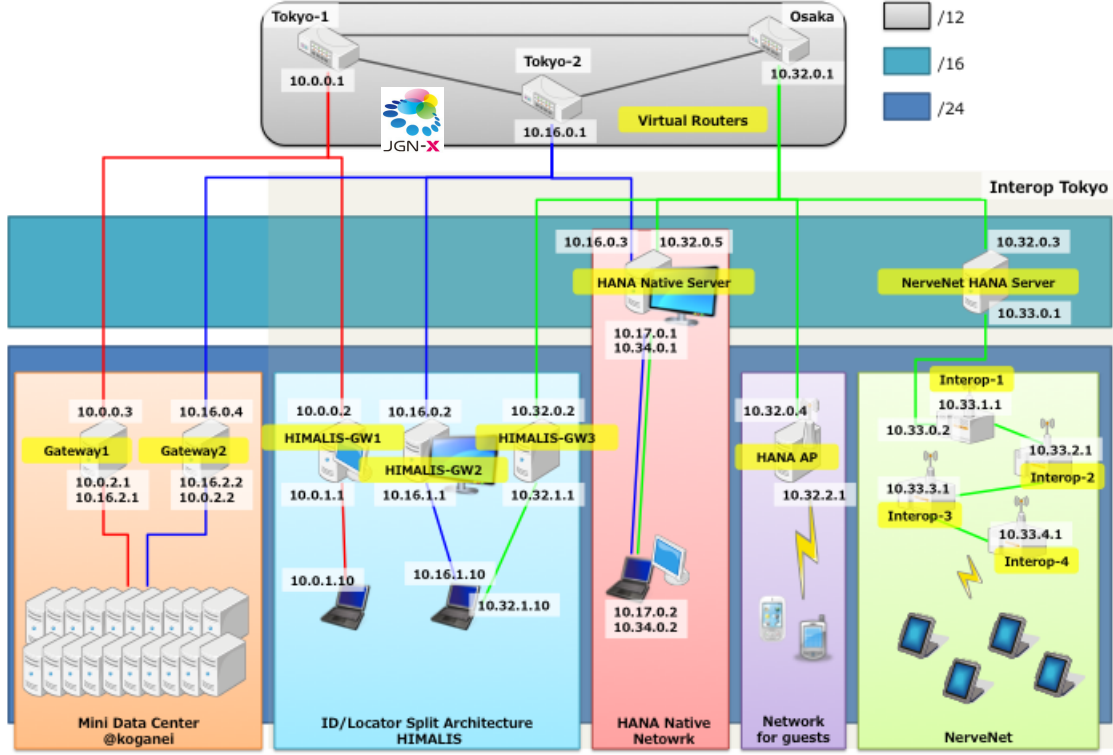 Tokyo-1
Osaka
/12
Tokyo-2
10.0.0.1
10.32.0.1
/16
JGN-X
10.16.0.1
Virtual Routers
/24
Interop Tokyo
10.16.0.3
10.32.0.5
10.32.0.3
HANA Native Server
NerveNet HANA Server
10.33.0.1
10.17.0.1
10.34.0.1
10.0.0.3
10.16.0.4
Gateway1
Gateway2
10.0.2.1
10.16.2.1
10.16.2.2
10.0.2.2
Mini Data Center
@koganei
10.0.0.2
10.16.0.2
10.32.0.2
HIMALIS-GW1
HIMALIS-GW2
HIMALIS-GW3
10.0.1.1
10.16.1.1
10.32.1.1
10.0.1.10
10.16.1.10
10.32.1.10
ID/Locator Split Architecture
HIMALIS
10.17.0.2
10.34.0.2
HANA Native
Netowrk
10.32.0.4
HANA AP
10.32.2.1
Network
for guests
Interop-1
10.33.1.1
10.33.0.2
10.33.2.1
Interop-2
10.33.3.1
Interop-3
10.33.4.1
Interop-4
NerveNet